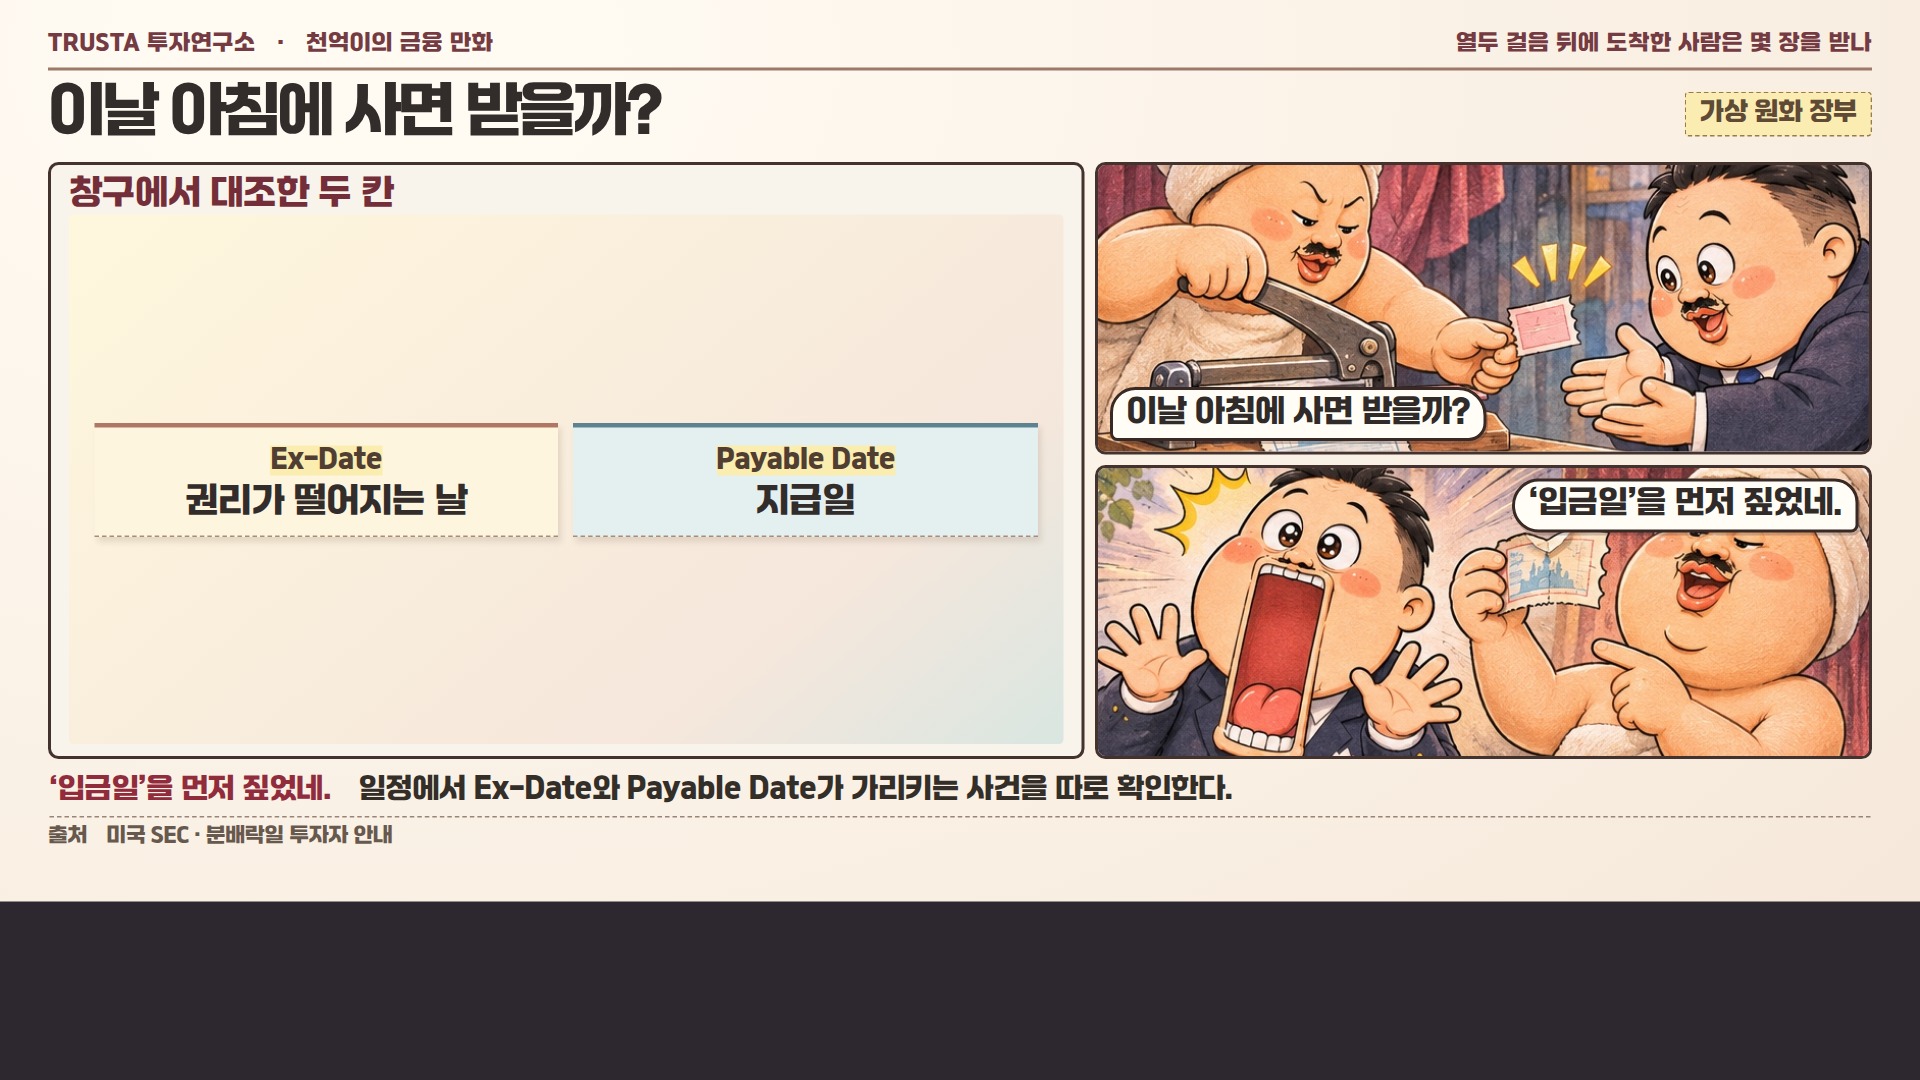 TRUSTA 투자연구소 · 천억이의 금융 만화
열두 걸음 뒤에 도착한 사람은 몇 장을 받나
이날 아침에 사면 받을까?
가상 원화 장부
창구에서 대조한 두 칸
Ex-Date
권리가 떨어지는 날
Payable Date
지급일
이날 아침에 사면 받을까?
‘입금일’을 먼저 짚었네.
‘입금일’을 먼저 짚었네. 일정에서 Ex-Date와 Payable Date가 가리키는 사건을 따로 확인한다.
출처 미국 SEC · 분배락일 투자자 안내